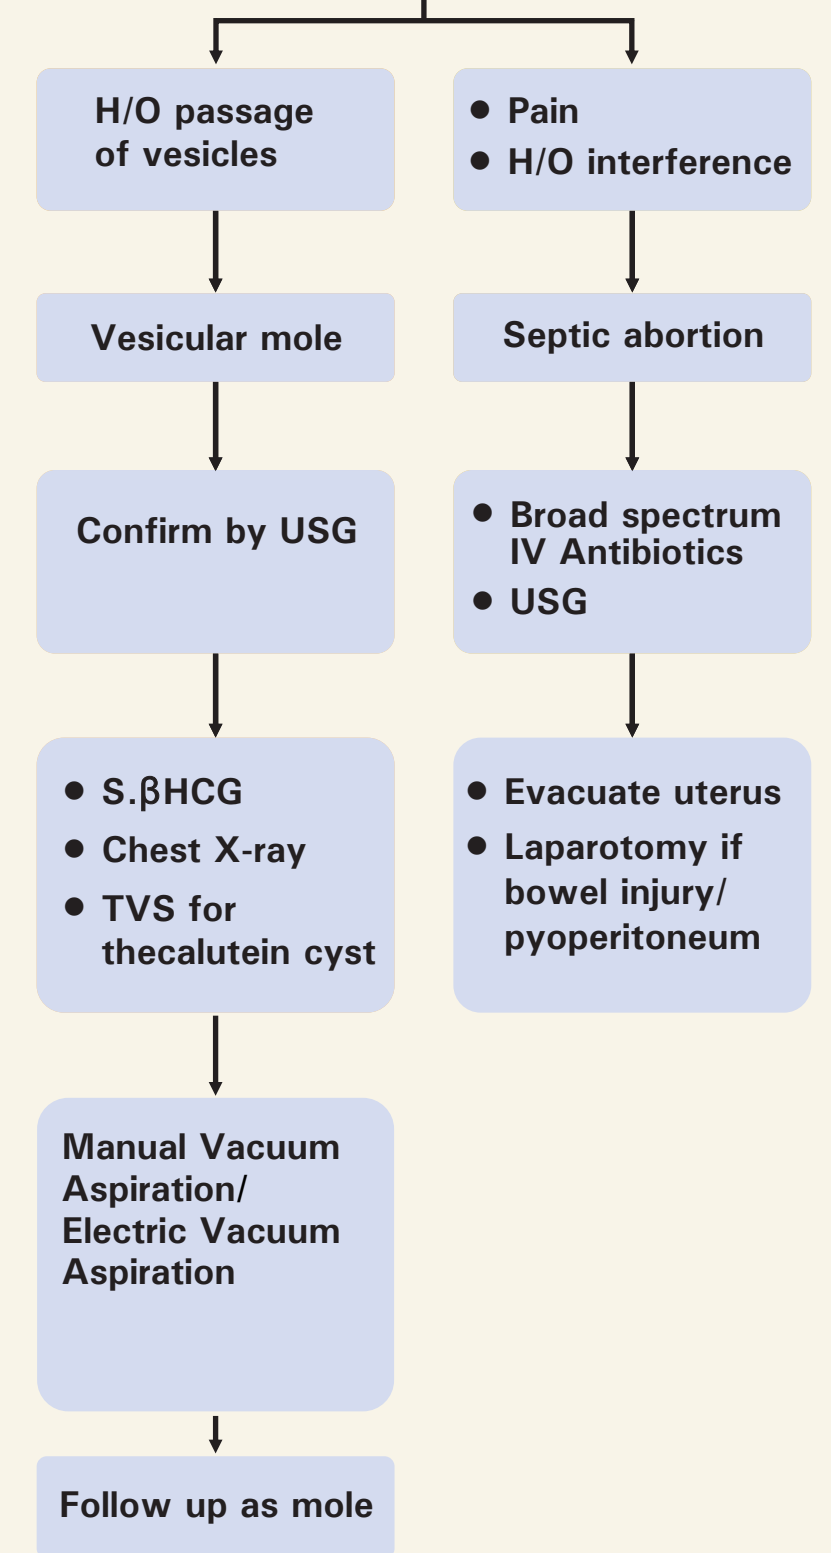 H/O passage
of vesicles
Vesicular mole
Confirm by USG
● S.βHCG
● Chest X-ray
● TVS for
thecalutein cyst
Manual Vacuum
Aspiration/
Electric Vacuum
Aspiration
Follow up as mole
● Pain
● H/O interference
Septic abortion
● Broad spectrum
IV Antibiotics
● USG
● Evacuate uterus
● Laparotomy if
bowel injury/
pyoperitoneum